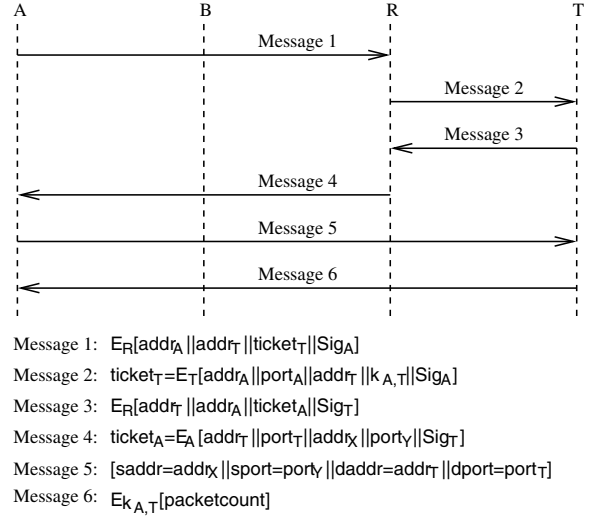 A B R T
Message 1
Message 2
Message 3
Message 4
Message 5
Message 6
Message 1: E_R[addr_A||addr_T||ticket_T||Sig_A]
Message 2: ticket_T=E_T[addr_A||port_A||addr_T||k_A,T||Sig_A]
Message 3: E_R[addr_T||addr_A||ticket_A||Sig_T]
Message 4: ticket_A=E_A[addr_T||port_T||addr_X||port_Y||Sig_T]
Message 5: [saddr=addr_X||sport=port_Y||daddr=addr_T||dport=port_T]
Message 6: E_k_A,T[packetcount]